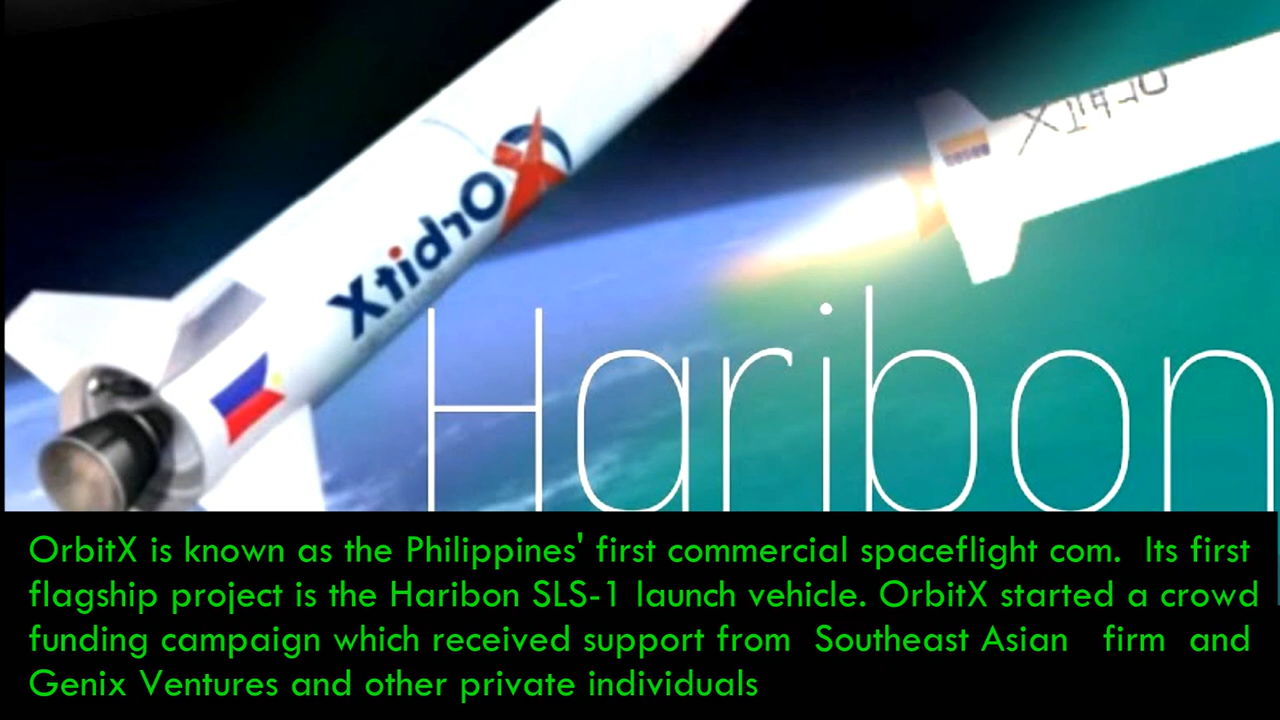 OrbitX
OrbitX
Haribon
OrbitX is known as the Philippines' first commercial spaceflight com. Its first
flagship project is the Haribon SLS-1 launch vehicle. OrbitX started a crowd
funding campaign which received support from Southeast Asian firm and
Genix Ventures and other private individuals